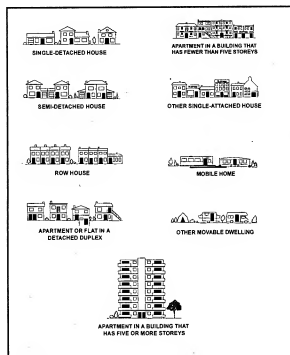 SINGLE-DETACHED HOUSE
APARTMENT IN A BUILDING THAT
HAS FEWER THAN FIVE STOREYS
SEMI-DETACHED HOUSE
OTHER SINGLE-ATTACHED HOUSE
ROW HOUSE
MOBILE HOME
APARTMENT OR FLAT IN A
DETACHED DUPLEX
OTHER MOVABLE DWELLING
APARTMENT IN A BUILDING THAT
HAS FIVE OR MORE STOREYS